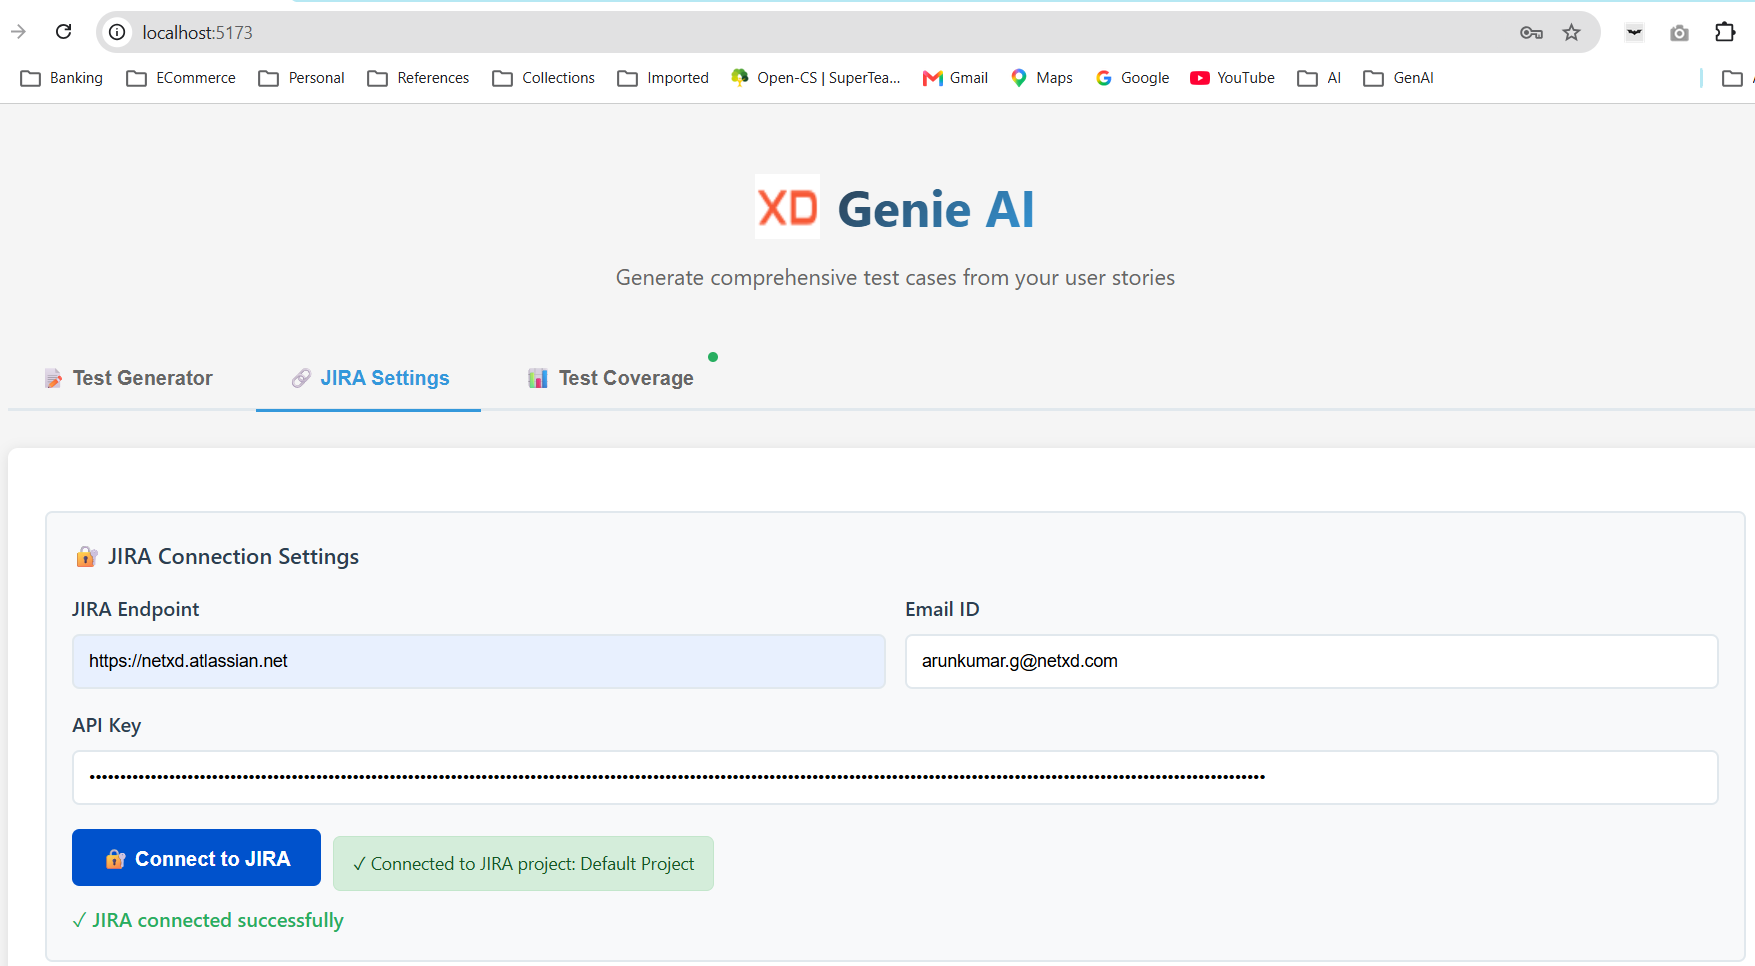 localhost:5173
Banking ECommerce Personal References Collections Imported Open-CS | SuperTea... Gmail Maps Google YouTube AI GenAI
XD Genie AI
Generate comprehensive test cases from your user stories
Test Generator JIRA Settings Test Coverage
JIRA Connection Settings
JIRA Endpoint Email ID
https://netxd.atlassian.net arunkumar.g@netxd.com
API Key
••••••••••••••••••••••••••••••••••••••••••••••••••••••••••••••••••••••••••••••••••••••••••••••••••••••••••••••••••••••••••••••••••••••••••••••••••••••••••••••••••••••••••••••••••••••••••••••••
Connect to JIRA ✓ Connected to JIRA project: Default Project
✓ JIRA connected successfully